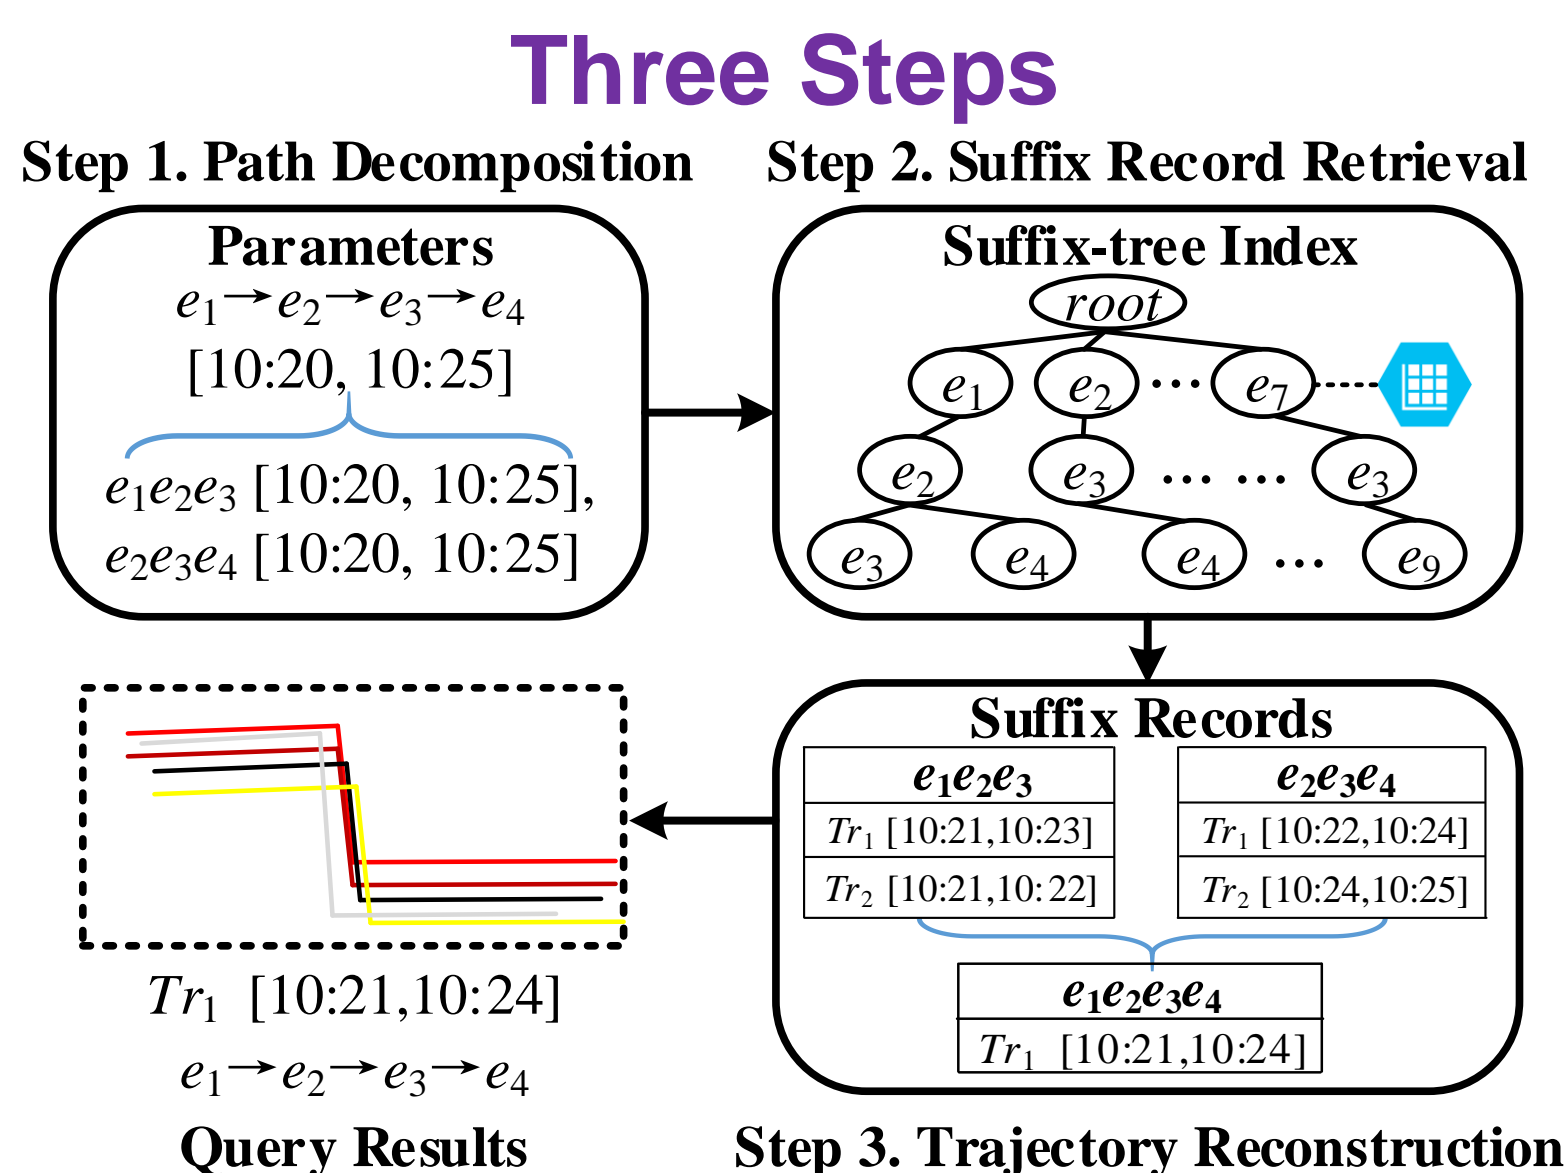 Three Steps
Step 1. Path Decomposition
Parameters
e₁→e₂→e₃→e₄
[10:20, 10:25]
e₁e₂e₃ [10:20, 10:25],
e₂e₃e₄ [10:20, 10:25]
Step 2. Suffix Record Retrieval
Suffix-tree Index
root
e₁ e₂ ... e₇
e₂ e₃ ... ... e₃
e₃ e₄ e₄ ... e₉
Suffix Records
e₁e₂e₃
Tr₁ [10:21,10:23]
Tr₂ [10:21,10:22]
e₂e₃e₄
Tr₁ [10:22,10:24]
Tr₂ [10:24,10:25]
e₁e₂e₃e₄
Tr₁ [10:21,10:24]
Step 3. Trajectory Reconstruction
Tr₁ [10:21,10:24]
e₁→e₂→e₃→e₄
Query Results